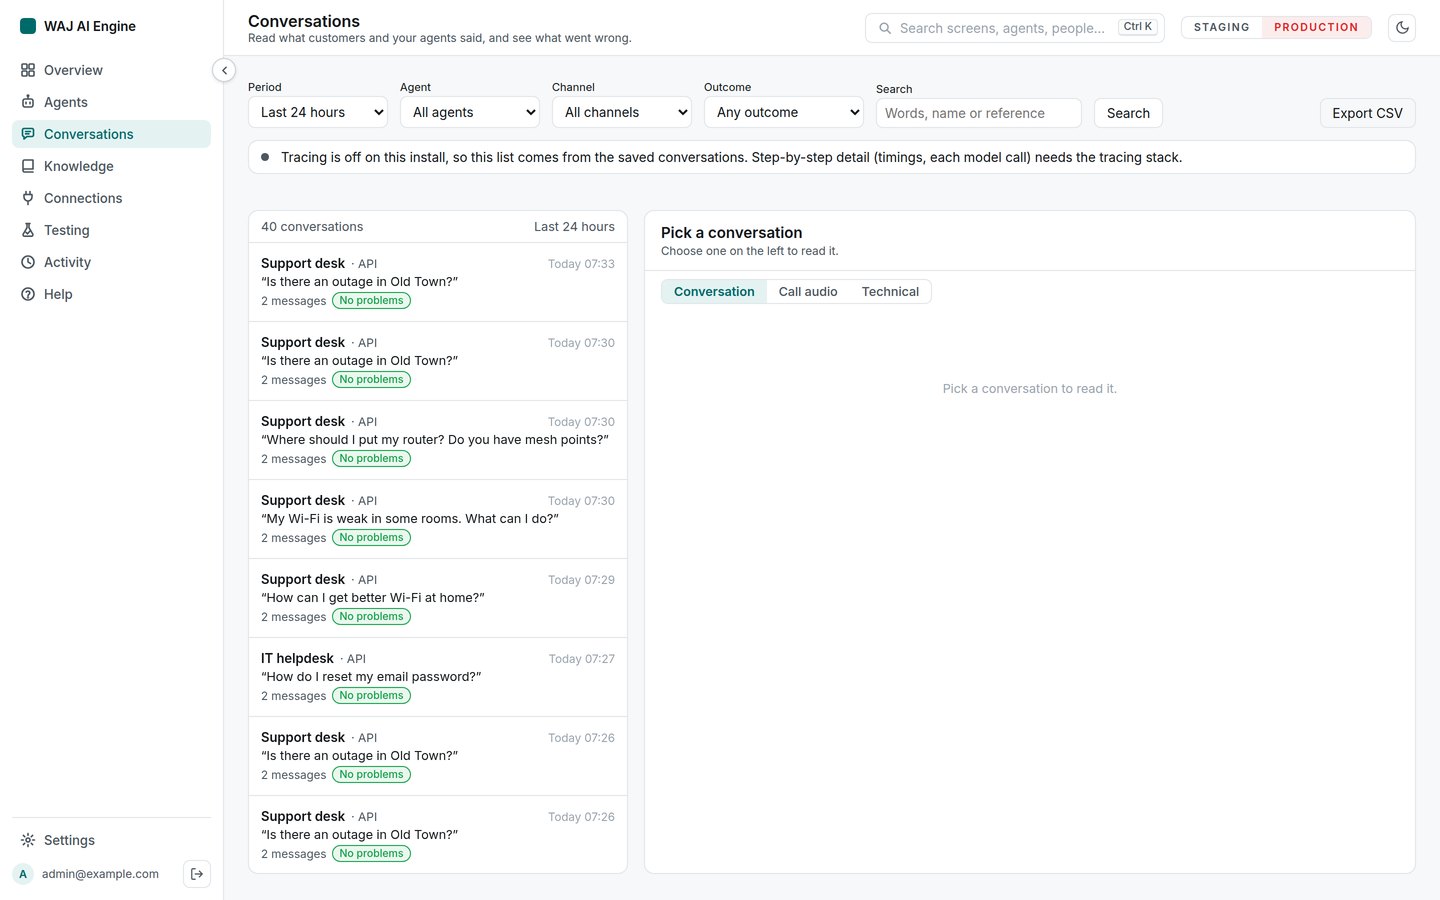 WAJ AI Engine
Overview
Agents
Conversations
Knowledge
Connections
Testing
Activity
Help
Settings
A admin@example.com
Conversations
Read what customers and your agents said, and see what went wrong.
Search screens, agents, people... Ctrl K
STAGING PRODUCTION
Period Agent Channel Outcome Search
Last 24 hours All agents All channels Any outcome Words, name or reference Search Export CSV
Tracing is off on this install, so this list comes from the saved conversations. Step-by-step detail (timings, each model call) needs the tracing stack.
40 conversations Last 24 hours
Support desk · API Today 07:33
“Is there an outage in Old Town?”
2 messages No problems
Support desk · API Today 07:30
“Is there an outage in Old Town?”
2 messages No problems
Support desk · API Today 07:30
“Where should I put my router? Do you have mesh points?”
2 messages No problems
Support desk · API Today 07:30
“My Wi-Fi is weak in some rooms. What can I do?”
2 messages No problems
Support desk · API Today 07:29
“How can I get better Wi-Fi at home?”
2 messages No problems
IT helpdesk · API Today 07:27
“How do I reset my email password?”
2 messages No problems
Support desk · API Today 07:26
“Is there an outage in Old Town?”
2 messages No problems
Support desk · API Today 07:26
“Is there an outage in Old Town?”
2 messages No problems
Pick a conversation
Choose one on the left to read it.
Conversation Call audio Technical
Pick a conversation to read it.